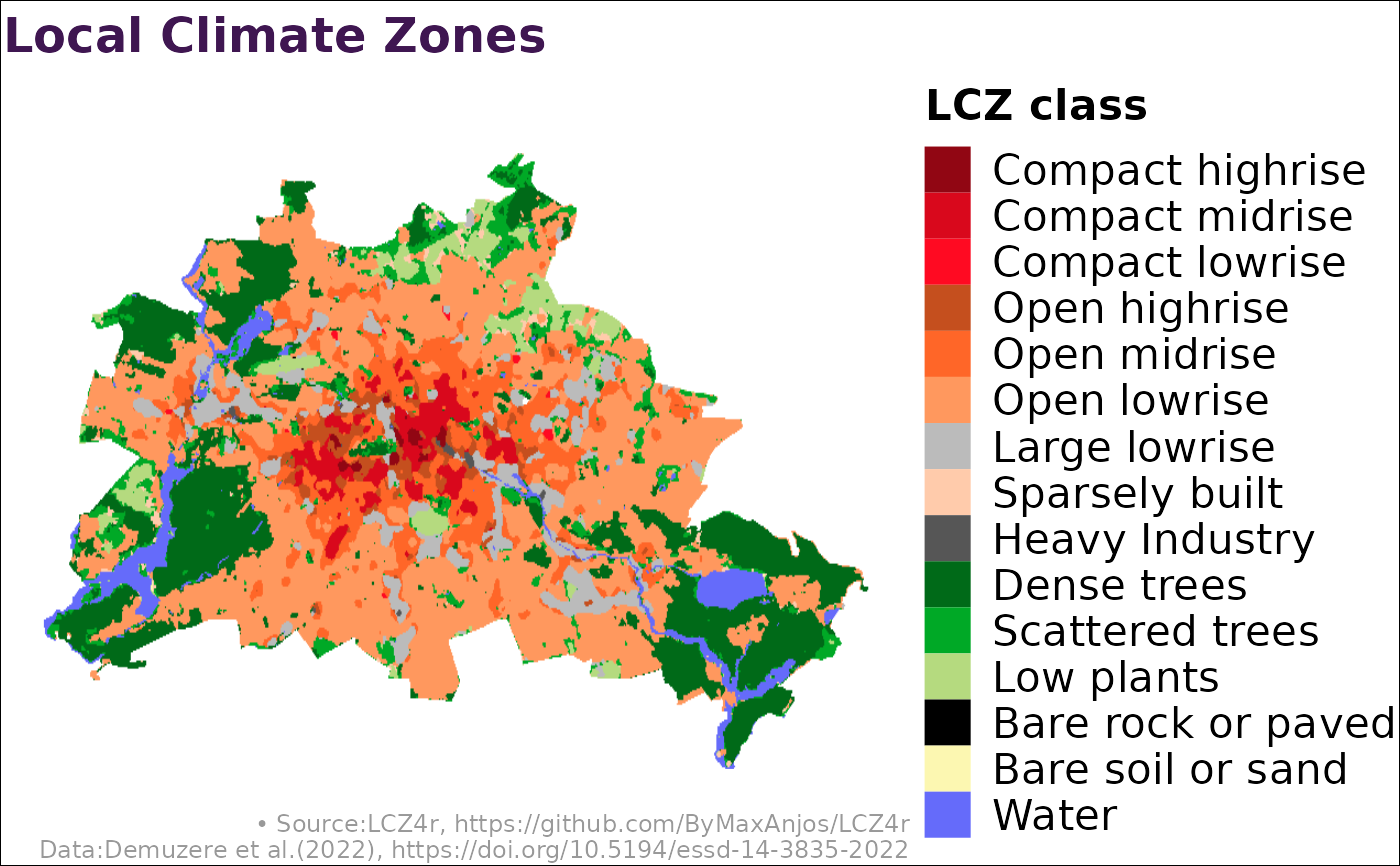 Local Climate Zones
LCZ class
Compact highrise
Compact midrise
Compact lowrise
Open highrise
Open midrise
Open lowrise
Large lowrise
Sparsely built
Heavy Industry
Dense trees
Scattered trees
Low plants
Bare rock or paved
Bare soil or sand
Water
• Source:LCZ4r, https://github.com/ByMaxAnjos/LCZ4r
Data:Demuzere et al.(2022), https://doi.org/10.5194/essd-14-3835-2022